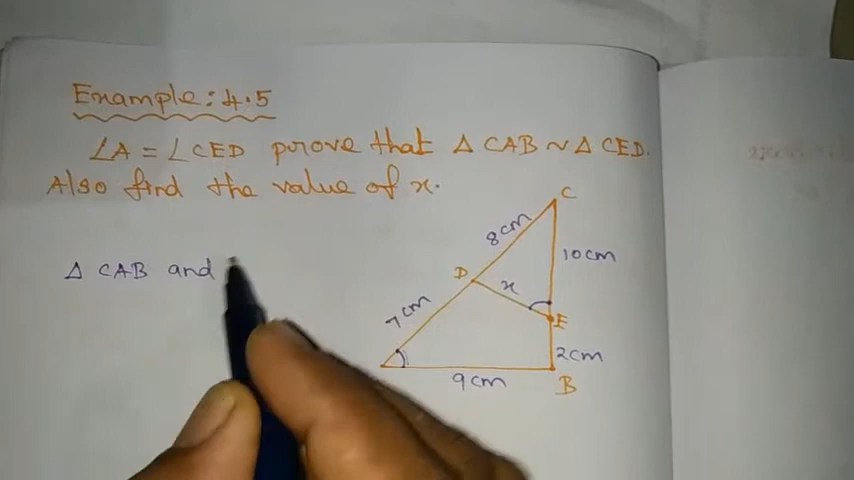 Example: 4.5
∠A = ∠CED prove that Δ CAB ~ Δ CED.
Also find the value of x.
C
8cm
10cm
Δ CAB and
D
x
7cm
E
2cm
9cm
B